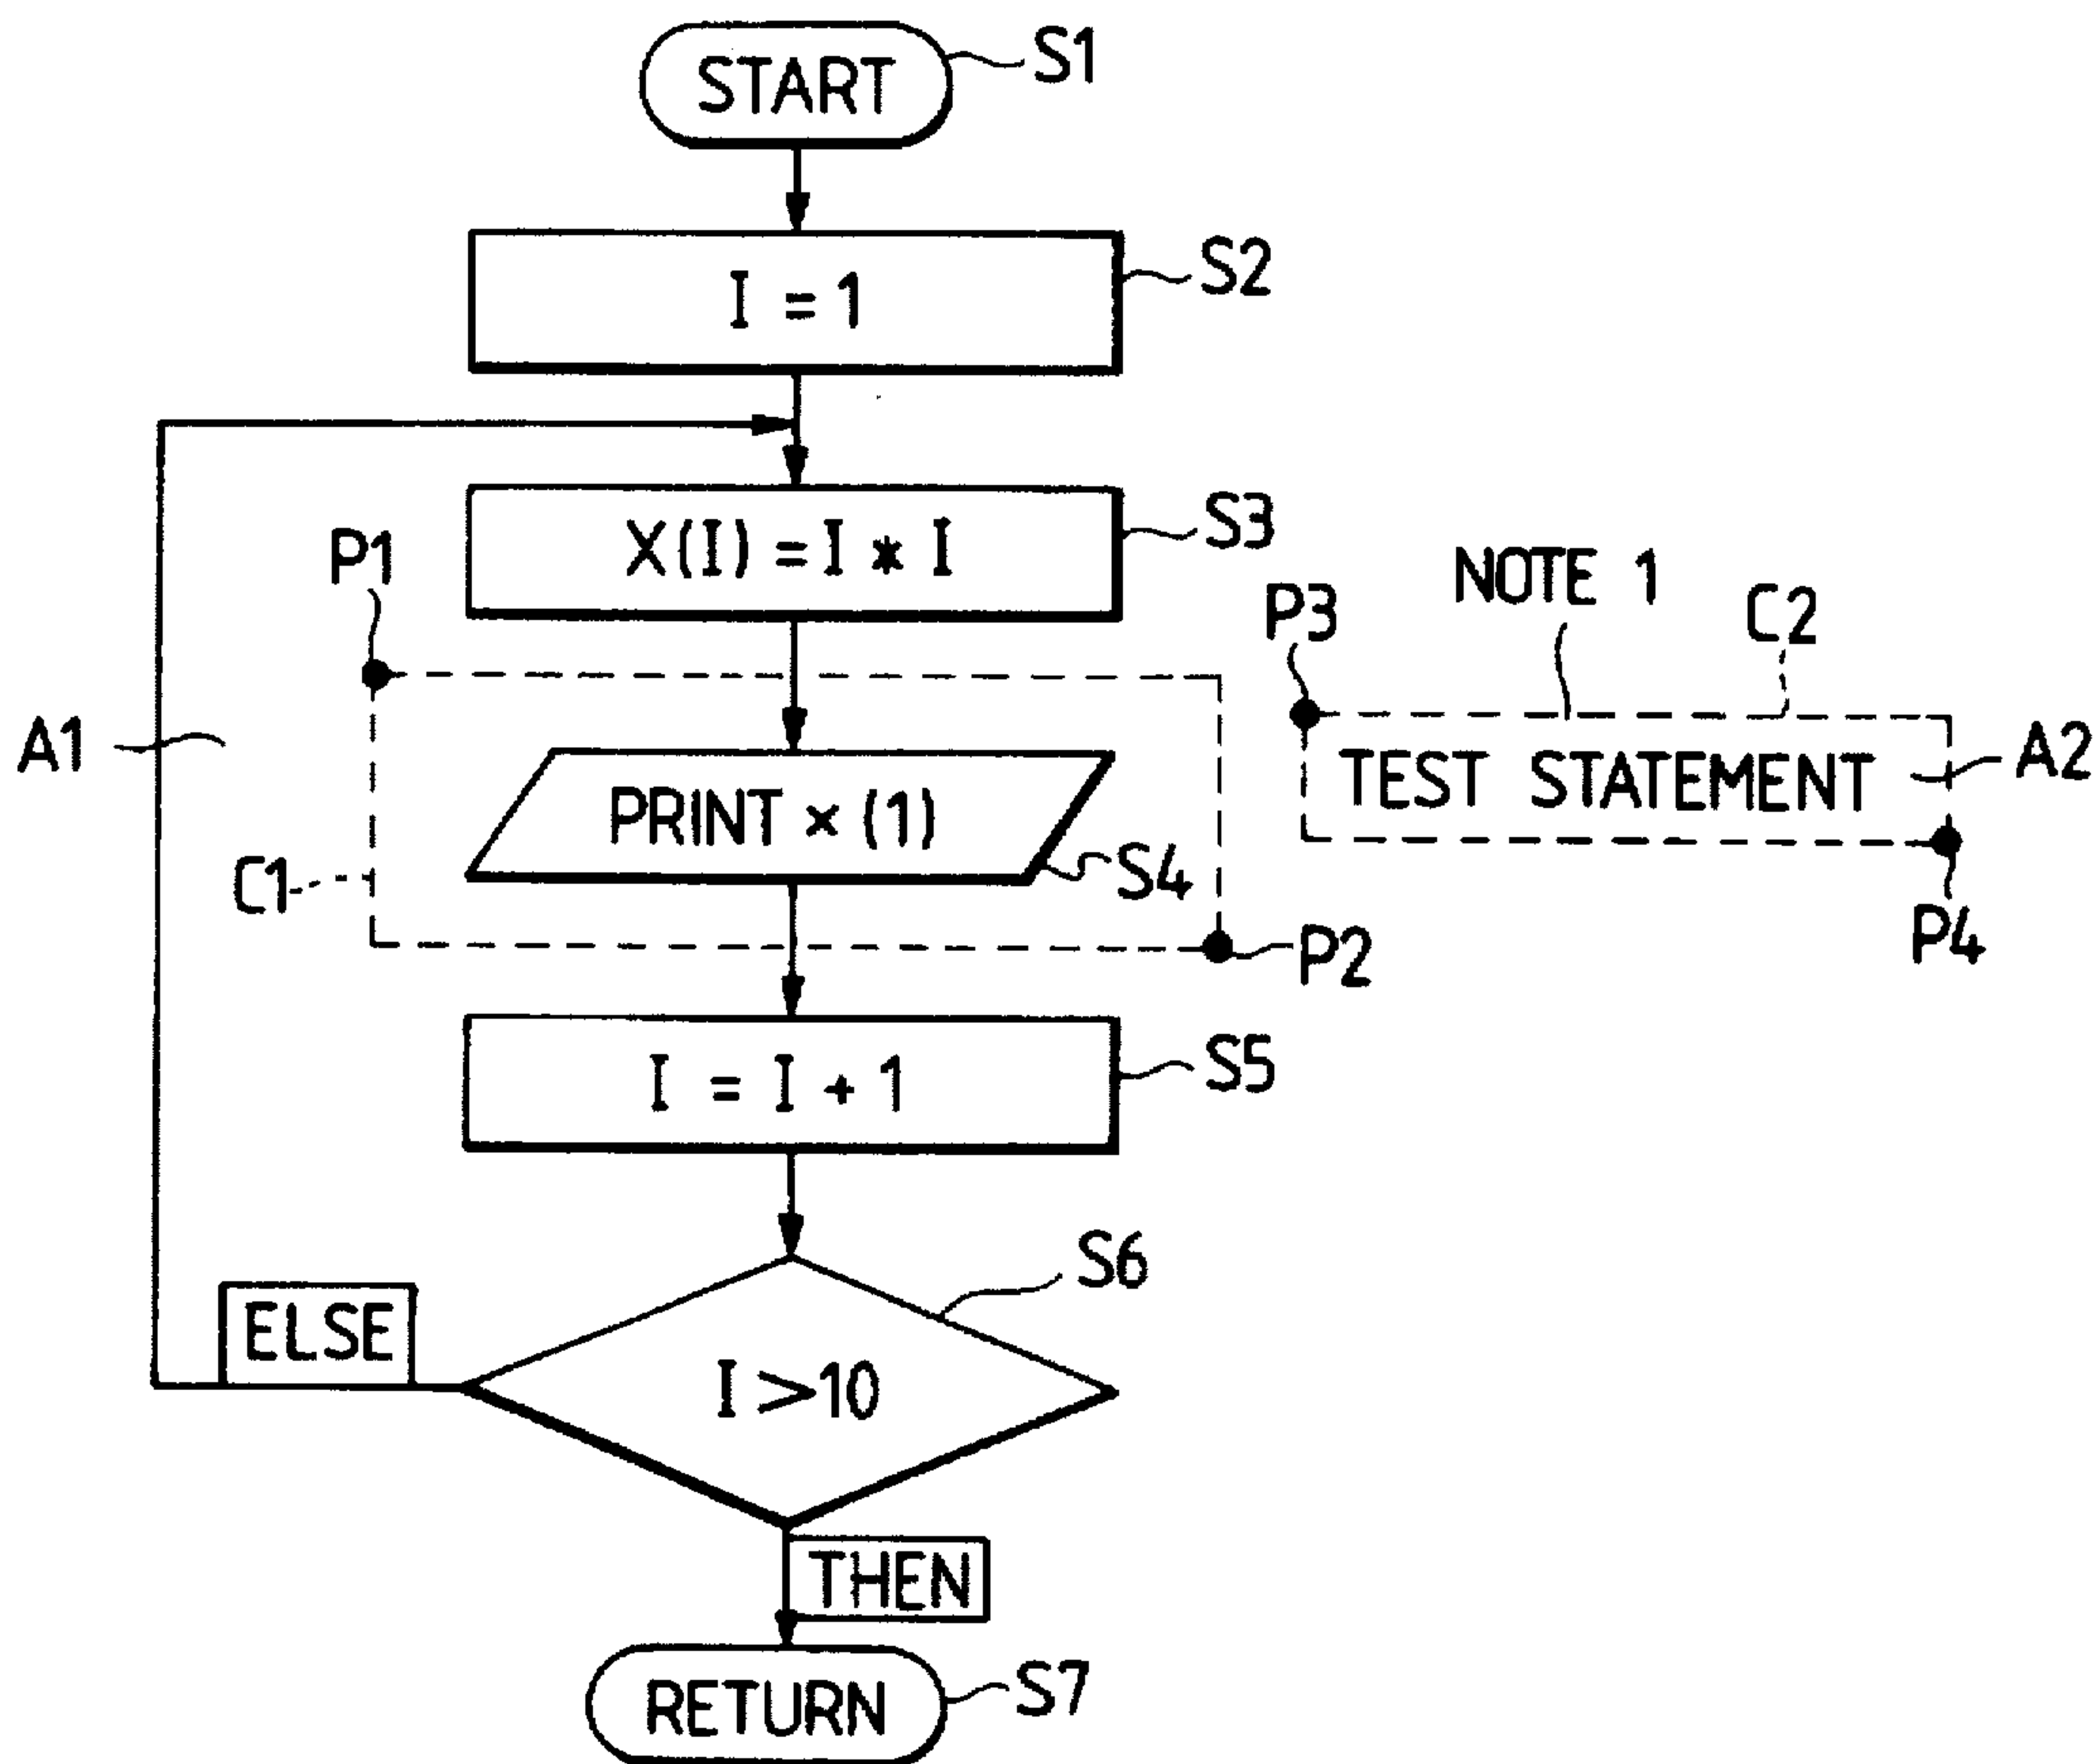 START
S1
I = 1
S2
X(I) = I * I
S3
P1
NOTE 1
P3
C2
A1
TEST STATEMENT
A2
PRINT × (1)
S4
C1
P2
P4
I = I + 1
S5
S6
ELSE
I >10
THEN
RETURN
S7